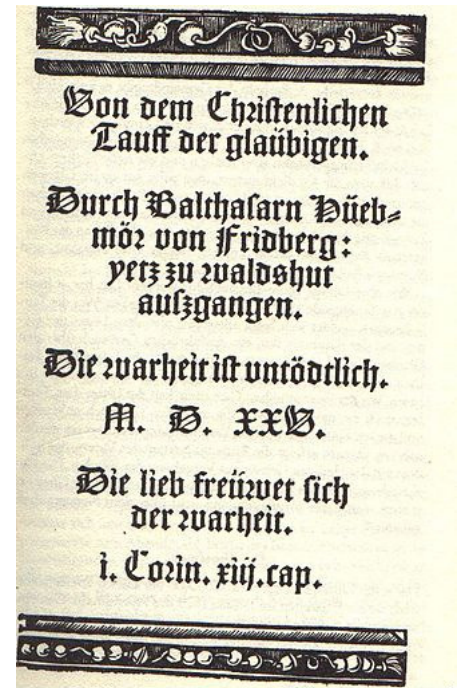 Von dem Christenlichen
Tauff der glaübigen.
Durch Balthasarn Hüeb=
mör von Fridberg:
yetz zu waldshut
auszgangen.
Die warheit ist untödtlich.
M. D. XXV.
Die lieb freüwet sich
der warheit.
i. Corin. xiij. cap.